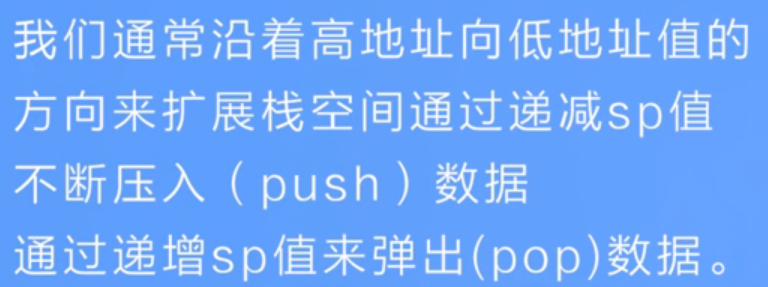 我们通常沿着高地址向低地址值的
方向来扩展栈空间通过递减sp值
不断压入（push）数据
通过递增sp值来弹出(pop)数据。